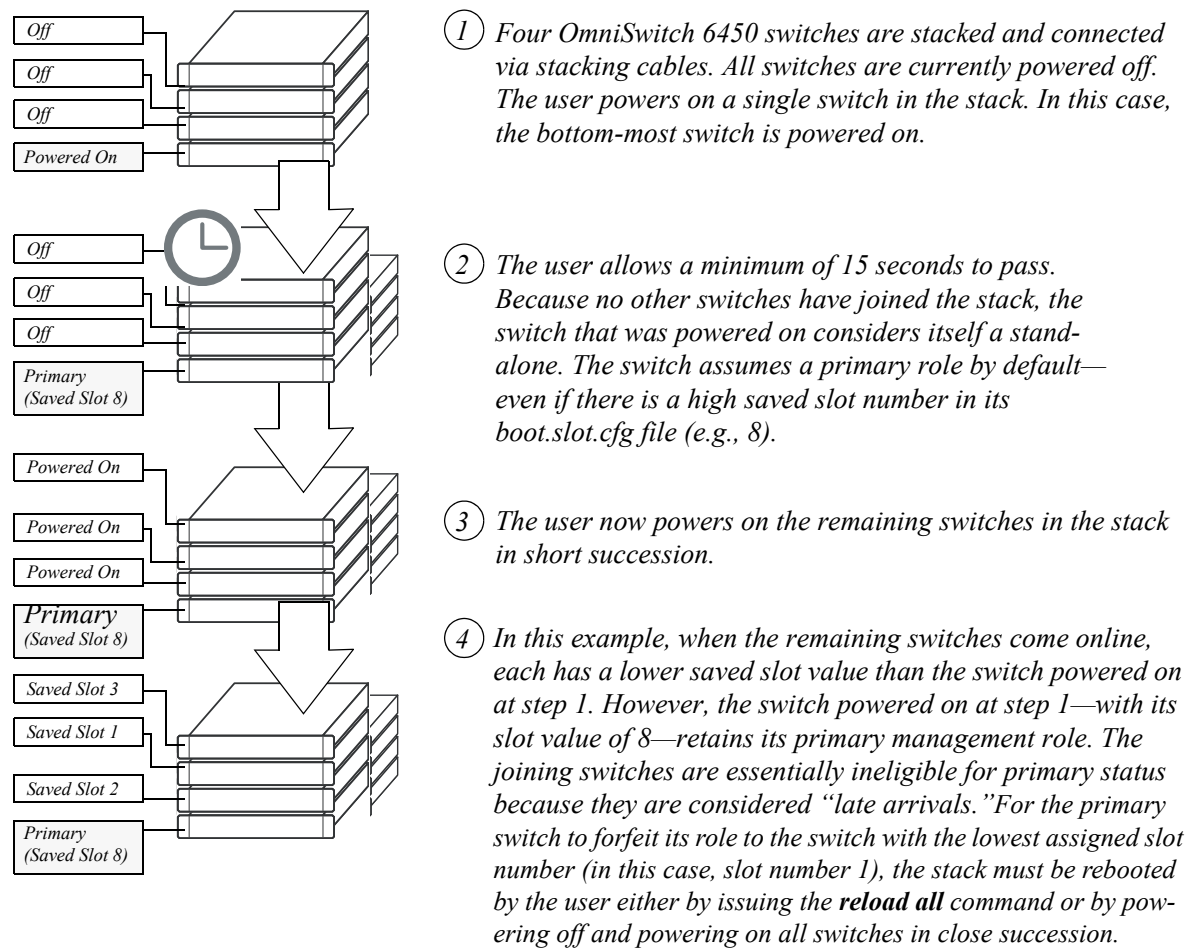 Off
Off
Off
Powered On
1 Four OmniSwitch 6450 switches are stacked and connected
via stacking cables. All switches are currently powered off.
The user powers on a single switch in the stack. In this case,
the bottom-most switch is powered on.
Off
Off
Off
Primary
(Saved Slot 8)
2 The user allows a minimum of 15 seconds to pass.
Because no other switches have joined the stack, the
switch that was powered on considers itself a stand-
alone. The switch assumes a primary role by default—
even if there is a high saved slot number in its
boot.slot.cfg file (e.g., 8).
Powered On
Powered On
Powered On
Primary
(Saved Slot 8)
3 The user now powers on the remaining switches in the stack
in short succession.
Saved Slot 3
Saved Slot 1
Saved Slot 2
Primary
(Saved Slot 8)
4 In this example, when the remaining switches come online,
each has a lower saved slot value than the switch powered on
at step 1. However, the switch powered on at step 1—with its
slot value of 8—retains its primary management role. The
joining switches are essentially ineligible for primary status
because they are considered “late arrivals.”For the primary
switch to forfeit its role to the switch with the lowest assigned slot
number (in this case, slot number 1), the stack must be rebooted
by the user either by issuing the reload all command or by pow-
ering off and powering on all switches in close succession.